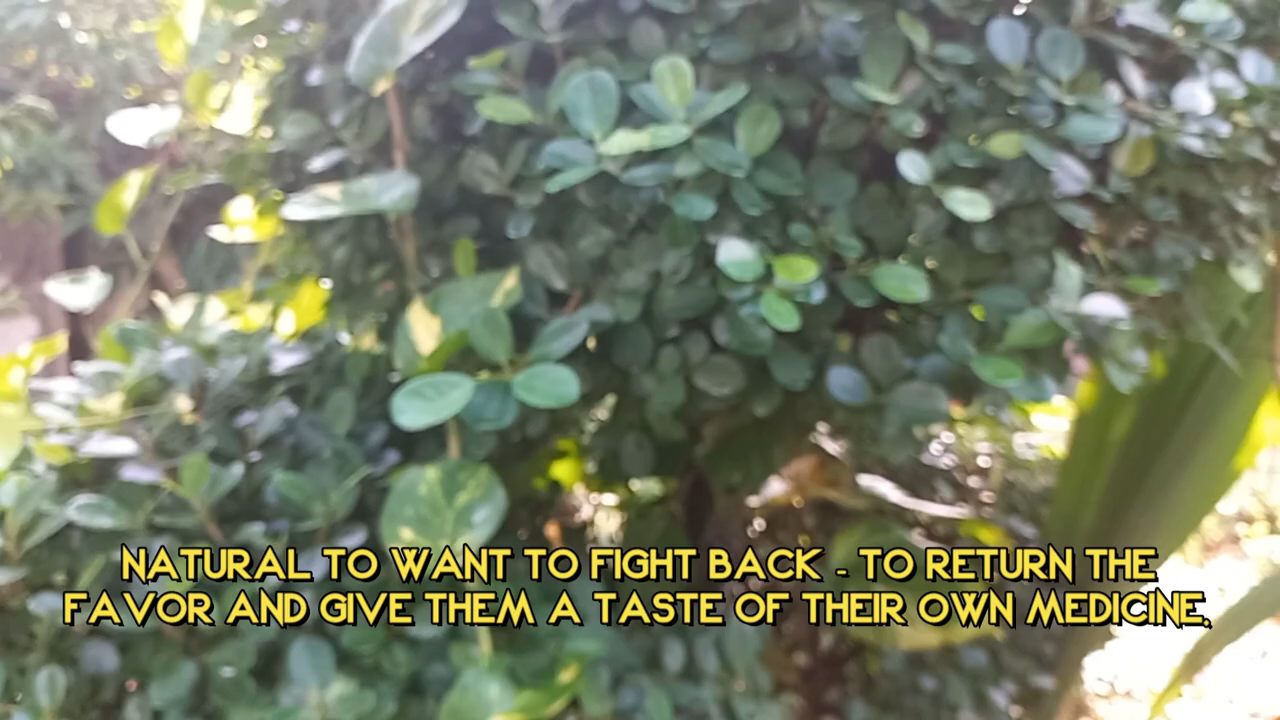 NATURAL TO WANT TO FIGHT BACK - TO RETURN THE
FAVOR AND GIVE THEM A TASTE OF THEIR OWN MEDICINE.